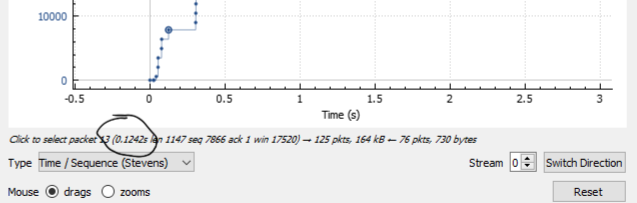 10000
0
-0.5 0 0.5 1 1.5 2 2.5 3
Time (s)
Click to select packet 13 (0.1242s len 1147 seq 7866 ack 1 win 17520) → 125 pkts, 164 kB ← 76 pkts, 730 bytes
Type Time / Sequence (Stevens) Stream 0 Switch Direction
Mouse drags zooms Reset